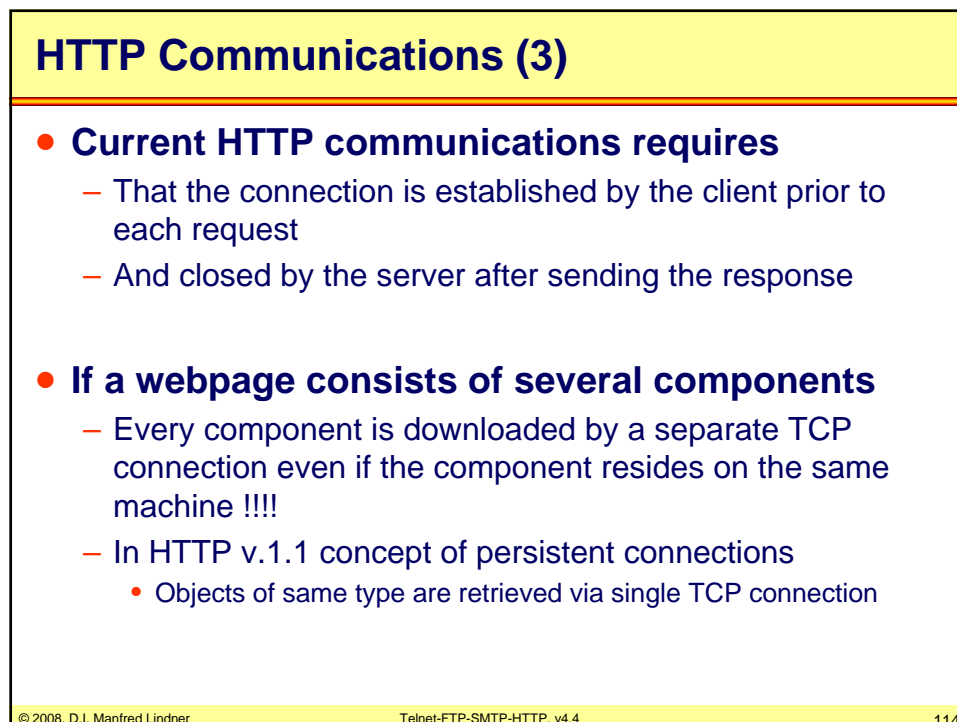 HTTP Communications (3)
• Current HTTP communications requires
– That the connection is established by the client prior to
each request
– And closed by the server after sending the response
• If a webpage consists of several components
– Every component is downloaded by a separate TCP
connection even if the component resides on the same
machine !!!!
– In HTTP v.1.1 concept of persistent connections
• Objects of same type are retrieved via single TCP connection
© 2008, D.I. Manfred Lindner
Telnet-FTP-SMTP-HTTP, v4.4
114